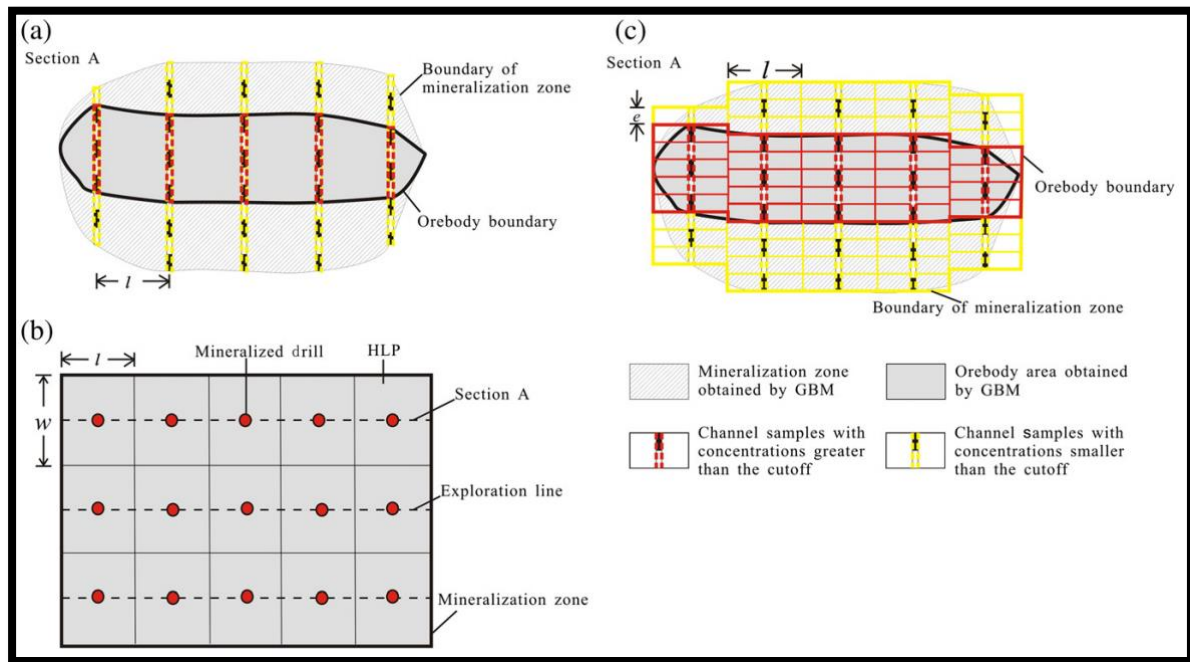 (a)
Section A
Boundary of
mineralization zone
Orebody boundary
l
(b)
l
Mineralized drill
HLP
w
Section A
Exploration line
Mineralization zone
(c)
Section A
l
e
Orebody boundary
Boundary of mineralization zone
Mineralization zone
obtained by GBM
Orebody area obtained
by GBM
Channel samples with
concentrations greater
than the cutoff
Channel samples with
concentrations smaller
than the cutoff